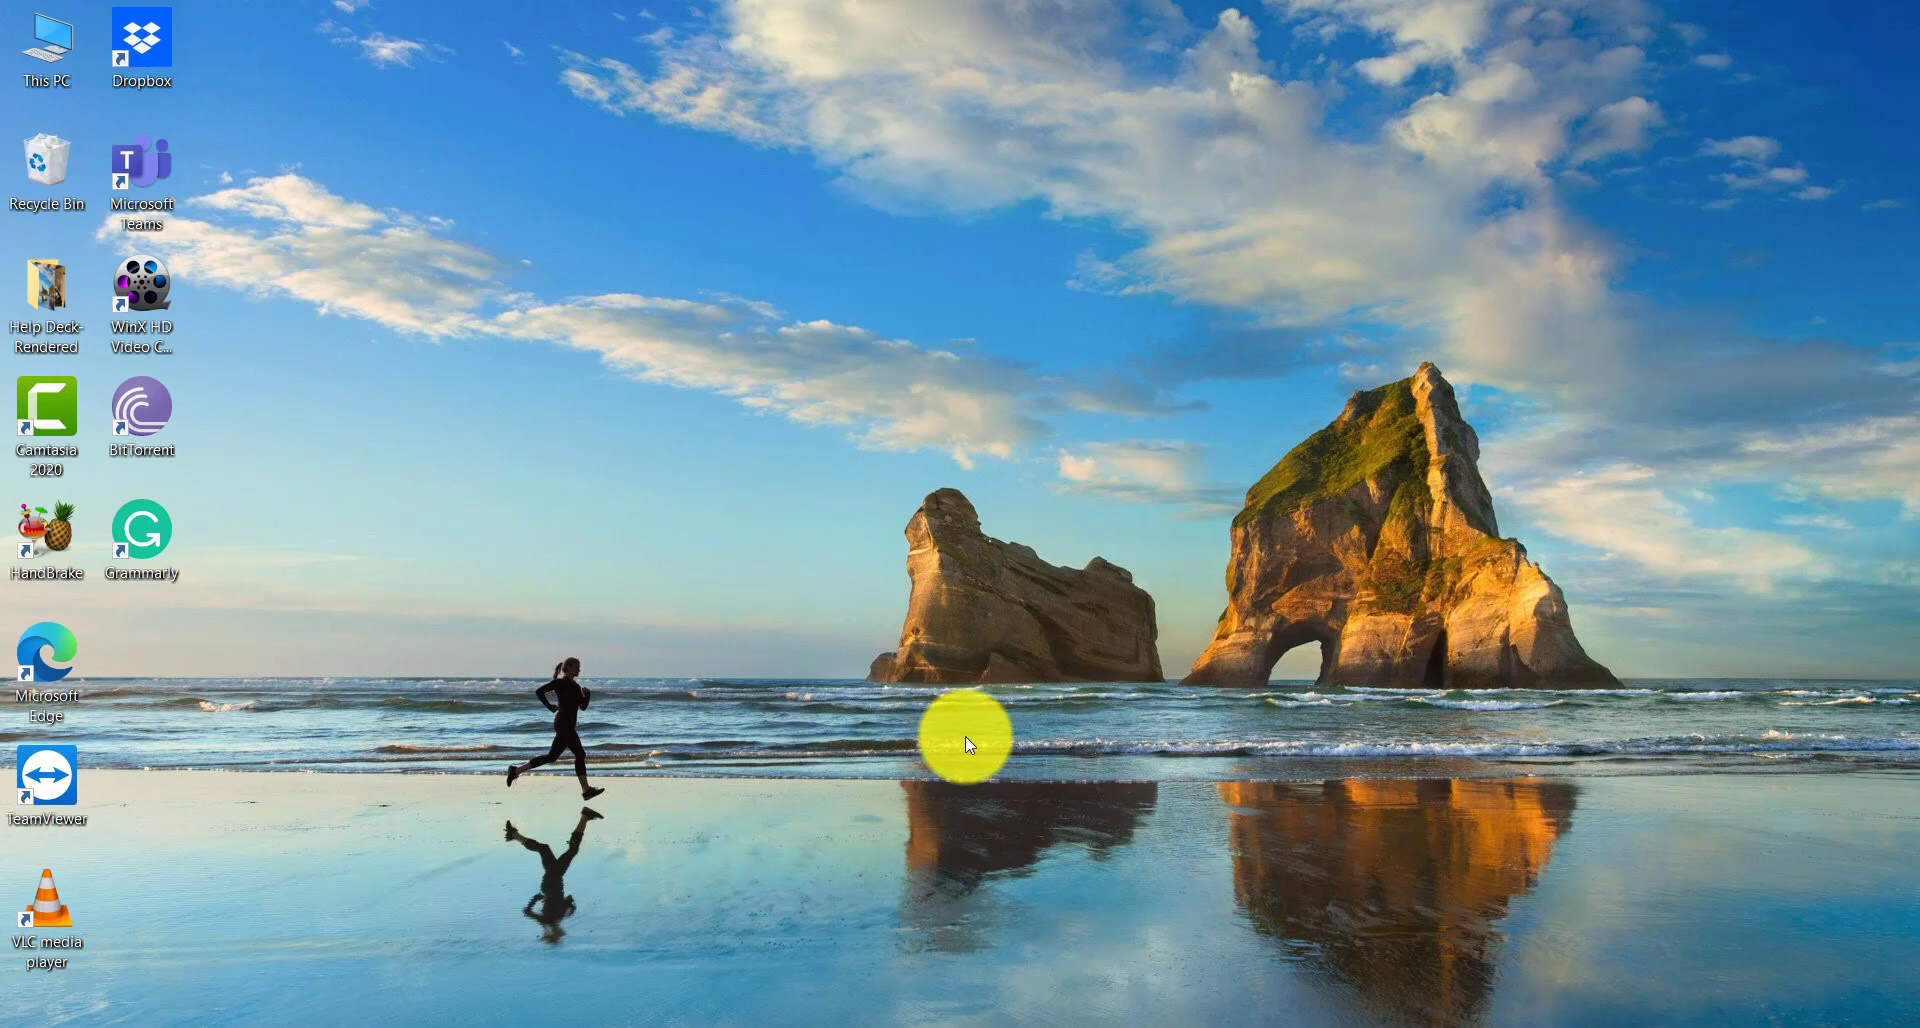 This PC
Dropbox
Recycle Bin
T
Microsoft
Teams
Help Deck-
Rendered
WinX HD
Video C...
Camtasia
2020
BitTorrent
HandBrake
Grammarly
Microsoft
Edge
TeamViewer
VLC media
player